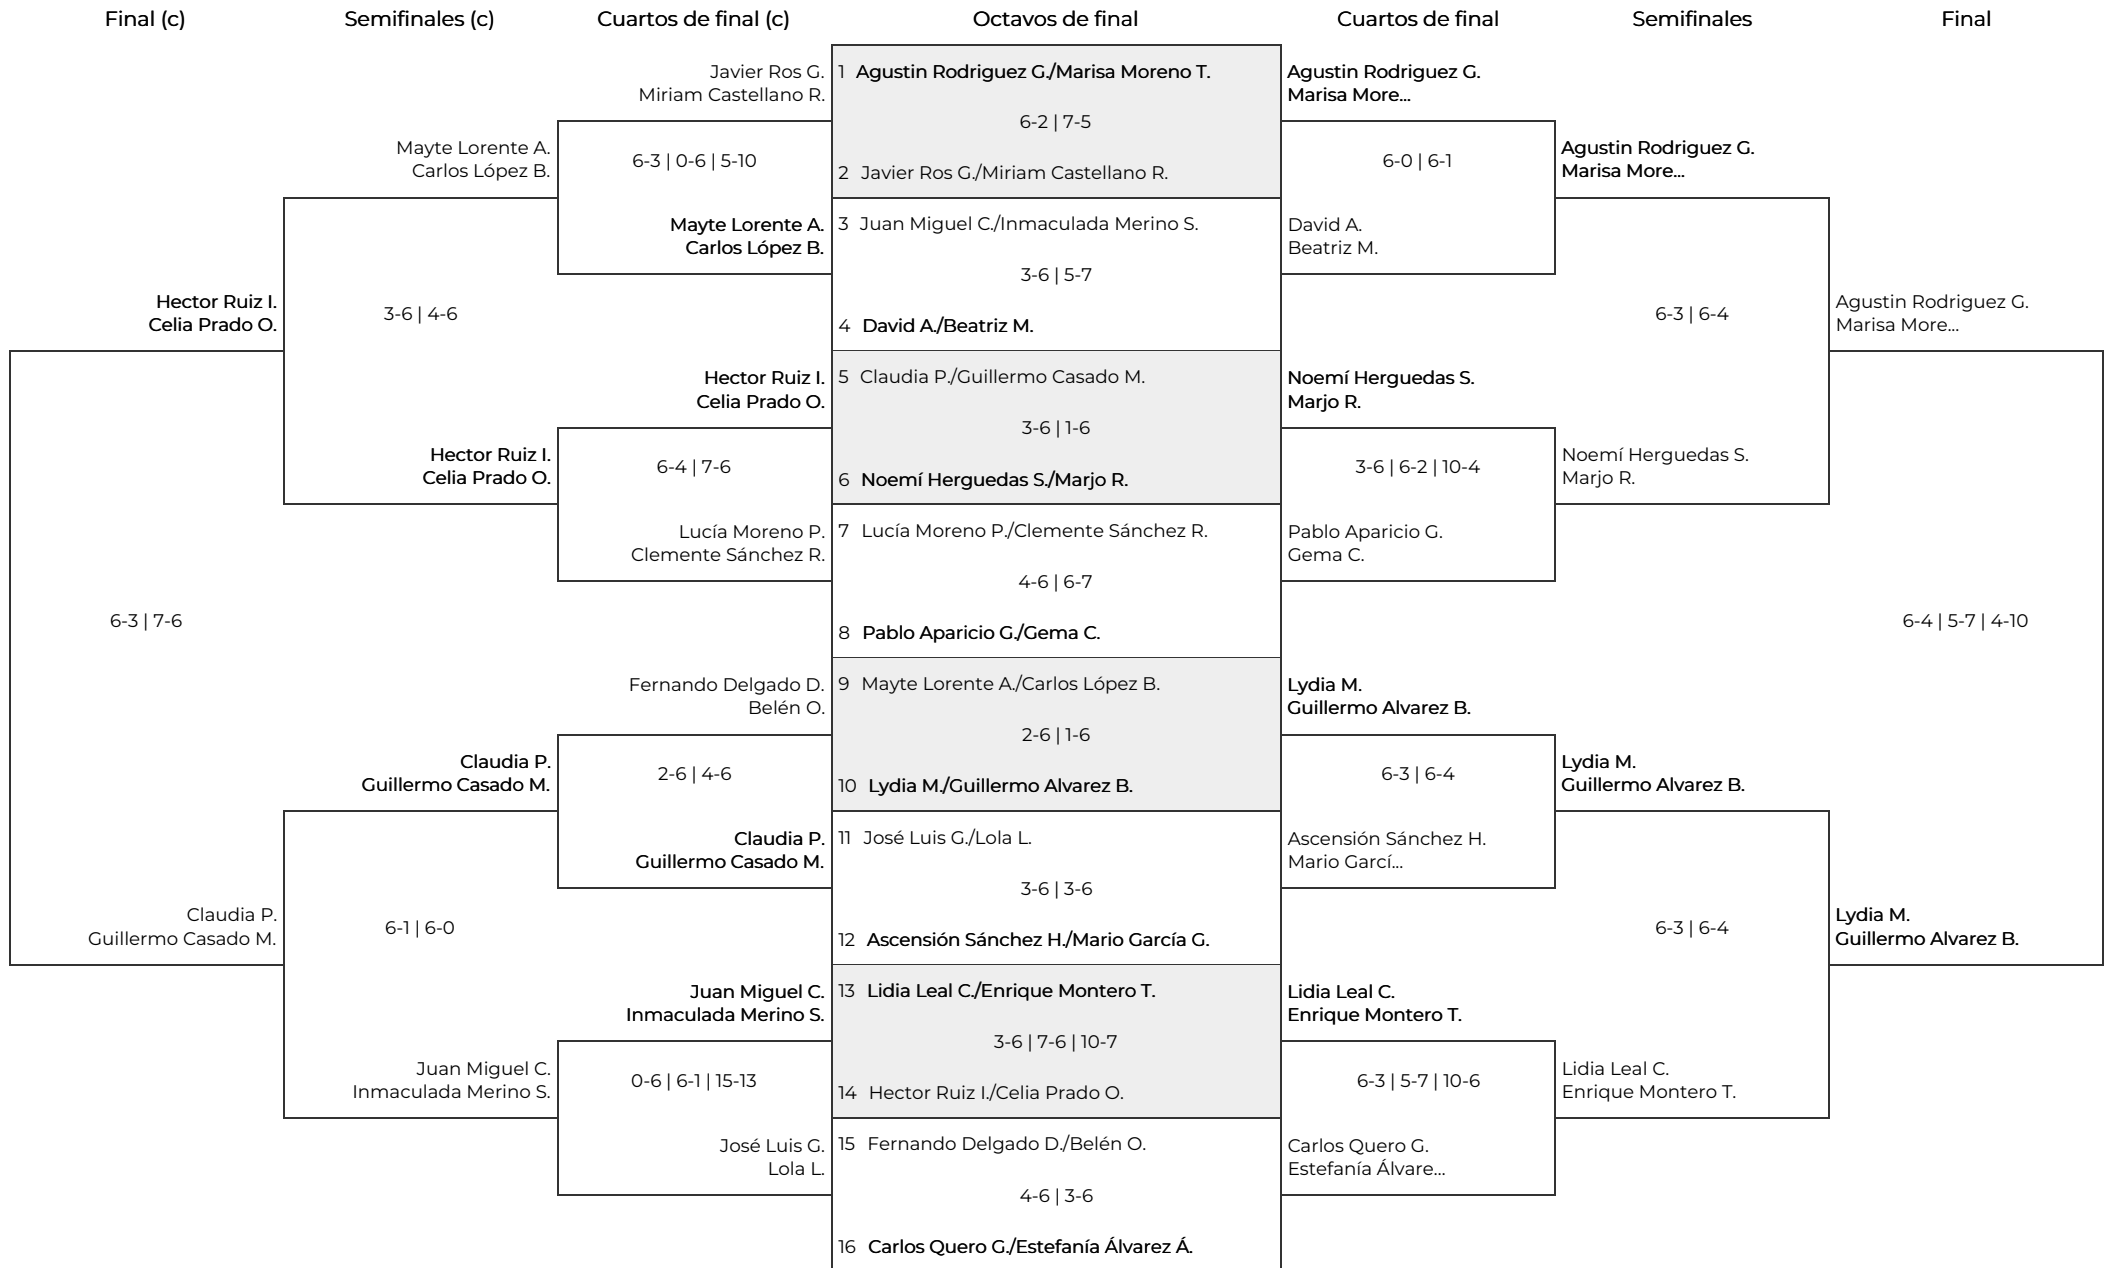 Final (c)
Semifinales (c)
Cuartos de final (c)
Octavos de final
Cuartos de final
Semifinales
Final
Hector Ruiz I.
Celia Prado O.
6-3 | 7-6
Claudia P.
Guillermo Casado M.
Mayte Lorente A.
Carlos López B.
3-6 | 4-6
Hector Ruiz I.
Celia Prado O.
Claudia P.
Guillermo Casado M.
6-1 | 6-0
Juan Miguel C.
Inmaculada Merino S.
Javier Ros G.
Miriam Castellano R.
6-3 | 0-6 | 5-10
Mayte Lorente A.
Carlos López B.
Hector Ruiz I.
Celia Prado O.
6-4 | 7-6
Lucía Moreno P.
Clemente Sánchez R.
Fernando Delgado D.
Belén O.
2-6 | 4-6
Claudia P.
Guillermo Casado M.
Juan Miguel C.
Inmaculada Merino S.
0-6 | 6-1 | 15-13
José Luis G.
Lola L.
1 Agustin Rodriguez G./Marisa Moreno T.
6-2 | 7-5
2 Javier Ros G./Miriam Castellano R.
3 Juan Miguel C./Inmaculada Merino S.
3-6 | 5-7
4 David A./Beatriz M.
5 Claudia P./Guillermo Casado M.
3-6 | 1-6
6 Noemí Herguedas S./Marjo R.
7 Lucía Moreno P./Clemente Sánchez R.
4-6 | 6-7
8 Pablo Aparicio G./Gema C.
9 Mayte Lorente A./Carlos López B.
2-6 | 1-6
10 Lydia M./Guillermo Alvarez B.
11 José Luis G./Lola L.
3-6 | 3-6
12 Ascensión Sánchez H./Mario García G.
13 Lidia Leal C./Enrique Montero T.
3-6 | 7-6 | 10-7
14 Hector Ruiz I./Celia Prado O.
15 Fernando Delgado D./Belén O.
4-6 | 3-6
16 Carlos Quero G./Estefanía Álvarez Á.
Agustin Rodriguez G.
Marisa More...
6-0 | 6-1
David A.
Beatriz M.
Noemí Herguedas S.
Marjo R.
3-6 | 6-2 | 10-4
Pablo Aparicio G.
Gema C.
Lydia M.
Guillermo Alvarez B.
6-3 | 6-4
Ascensión Sánchez H.
Mario Garcí...
Lidia Leal C.
Enrique Montero T.
6-3 | 5-7 | 10-6
Carlos Quero G.
Estefanía Álvare...
Agustin Rodriguez G.
Marisa More...
6-3 | 6-4
Noemí Herguedas S.
Marjo R.
Lydia M.
Guillermo Alvarez B.
6-3 | 6-4
Lidia Leal C.
Enrique Montero T.
Agustin Rodriguez G.
Marisa More...
6-4 | 5-7 | 4-10
Lydia M.
Guillermo Alvarez B.